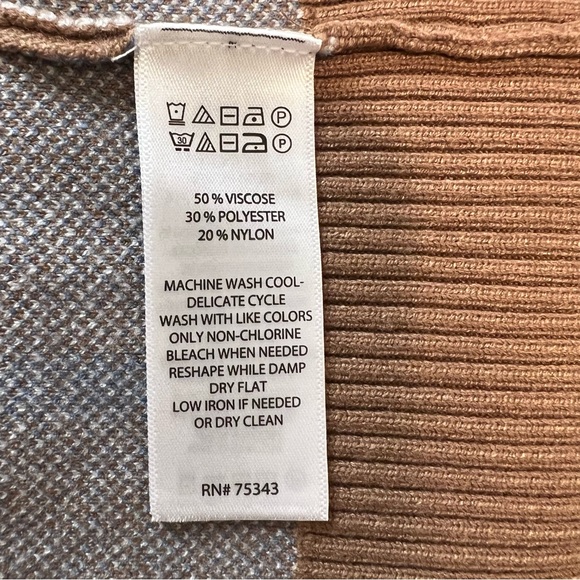 P
30 P
50 % VISCOSE
30 % POLYESTER
20 % NYLON
MACHINE WASH COOL-
DELICATE CYCLE
WASH WITH LIKE COLORS
ONLY NON-CHLORINE
BLEACH WHEN NEEDED
RESHAPE WHILE DAMP
DRY FLAT
LOW IRON IF NEEDED
OR DRY CLEAN
RN# 75343